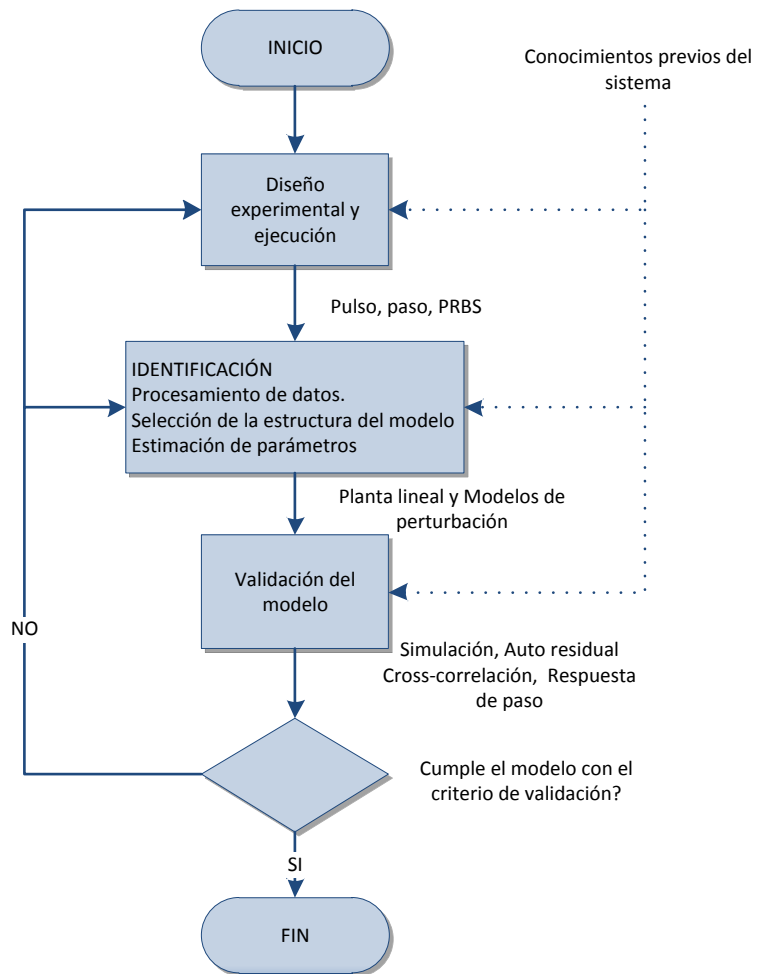 INICIO
Conocimientos previos del
sistema
Diseño
experimental y
ejecución
Pulso, paso, PRBS
IDENTIFICACIÓN
Procesamiento de datos.
Selección de la estructura del modelo
Estimación de parámetros
Planta lineal y Modelos de
perturbación
Validación del
modelo
NO
Simulación, Auto residual
Cross-correlación, Respuesta
de paso
Cumple el modelo con el
criterio de validación?
SI
FIN